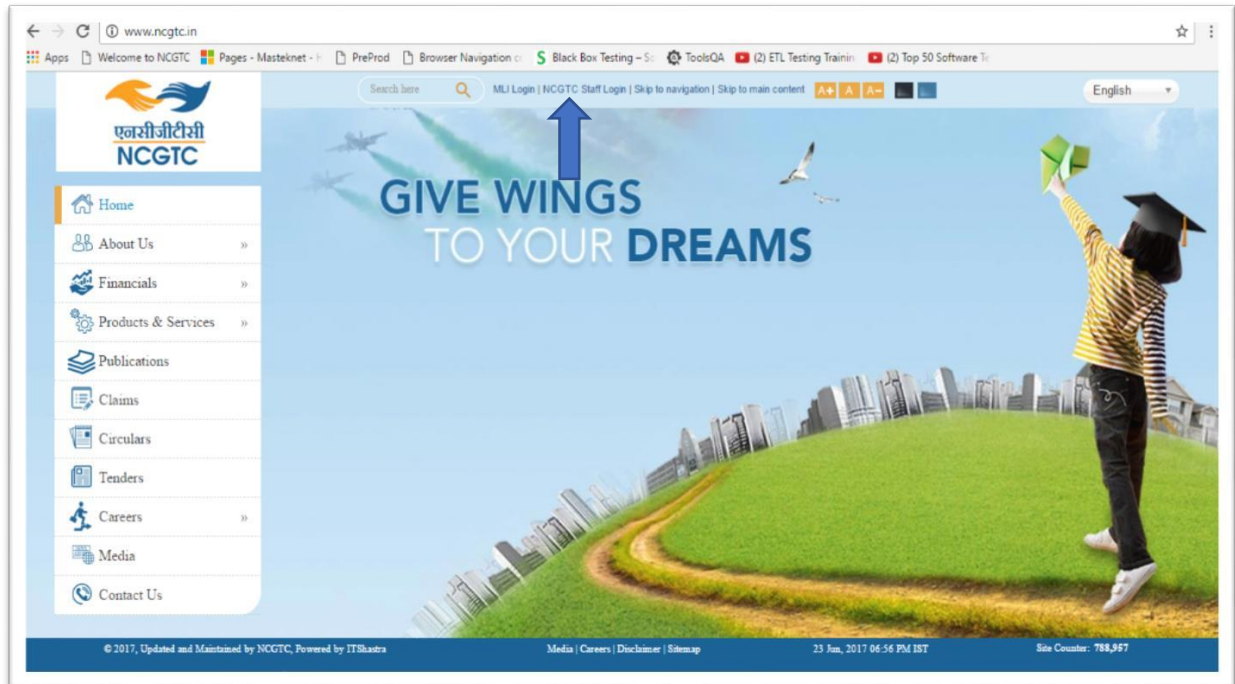 www.ncgtc.in
Apps Welcome to NCGTC Pages - Masteknet - H PreProd Browser Navigation c Black Box Testing – So ToolsQA (2) ETL Testing Trainin (2) Top 50 Software Te
Search here MLI Login | NCGTC Staff Login | Skip to navigation | Skip to main content A+ A A- English
एनसीजीटीसी
NCGTC
GIVE WINGS
TO YOUR DREAMS
Home
About Us »
Financials »
Products & Services »
Publications
Claims
Circulars
Tenders
Careers »
Media
Contact Us
© 2017, Updated and Maintained by NCGTC, Powered by ITShastra Media | Careers | Disclaimer | Sitemap 23 Jun, 2017 06:56 PM IST Site Counter: 788,957